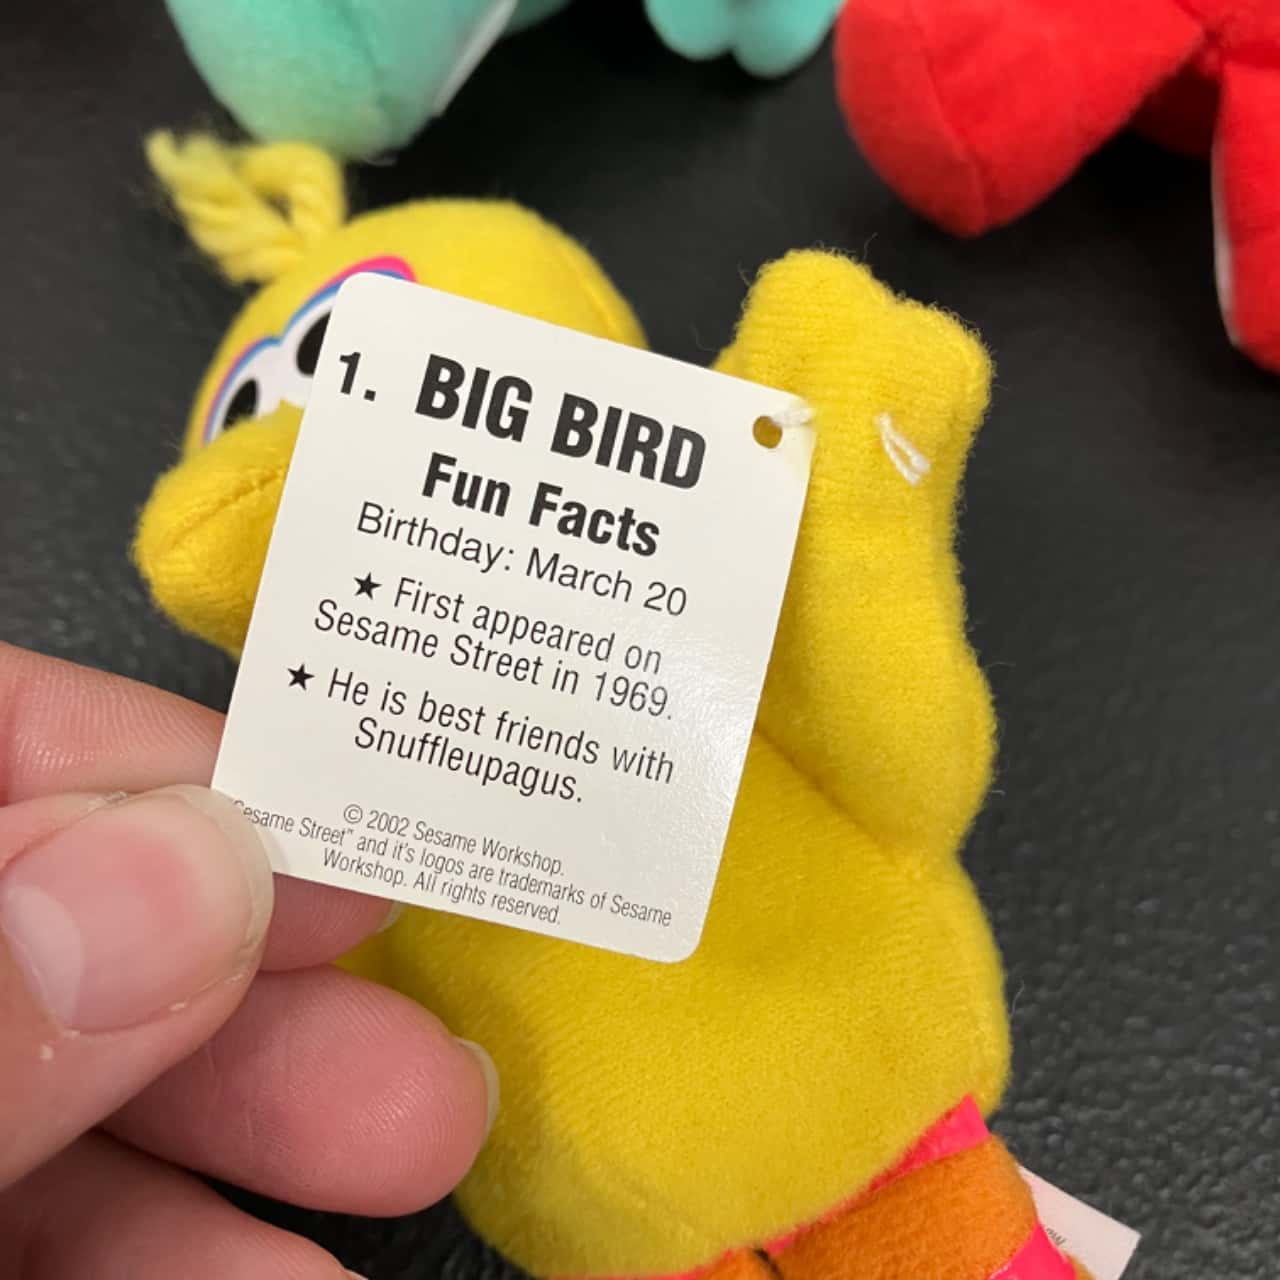 1. BIG BIRD
Fun Facts
Birthday: March 20
★ First appeared on
Sesame Street in 1969.
★ He is best friends with
Snuffleupagus.
© 2002 Sesame Workshop.
"Sesame Street" and it's logos are trademarks of Sesame
Workshop. All rights reserved.